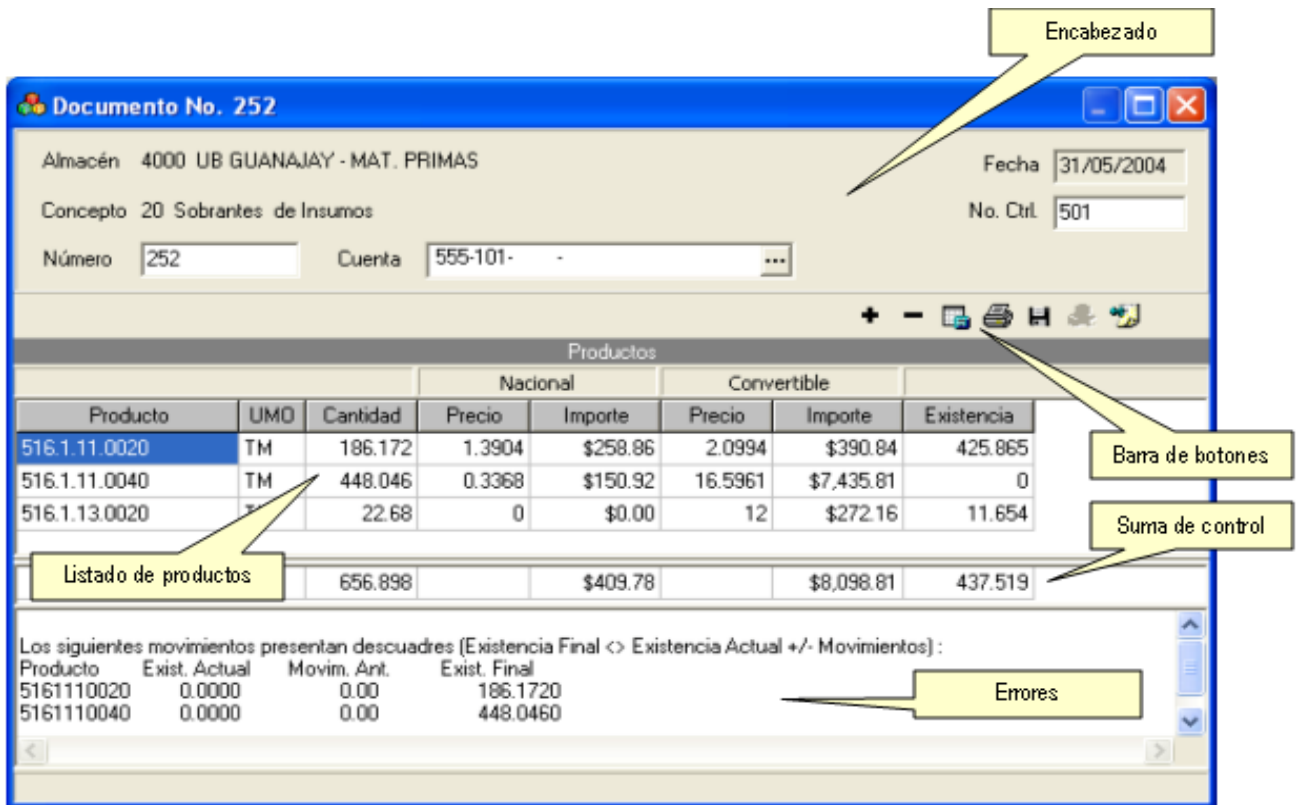 Encabezado
Documento No. 252
Almacén 4000 UB GUANAJAY - MAT. PRIMAS Fecha 31/05/2004
Concepto 20 Sobrantes de Insumos No. Ctrl. 501
Número 252 Cuenta 555-101- -
Productos
Nacional Convertible
Producto UMO Cantidad Precio Importe Precio Importe Existencia
516.1.11.0020 TM 186.172 1.3904 $258.86 2.0994 $390.84 425.865
Barra de botones
516.1.11.0040 TM 448.046 0.3368 $150.92 16.5961 $7,435.81 0
516.1.13.0020 22.68 0 $0.00 12 $272.16 11.654
Suma de control
Listado de productos
656.898 $409.78 $8,098.81 437.519
Los siguientes movimientos presentan descuadres (Existencia Final <> Existencia Actual +/- Movimientos) :
Producto Exist. Actual Movim. Ant. Exist. Final
5161110020 0.0000 0.00 186.1720
5161110040 0.0000 0.00 448.0460
Errores